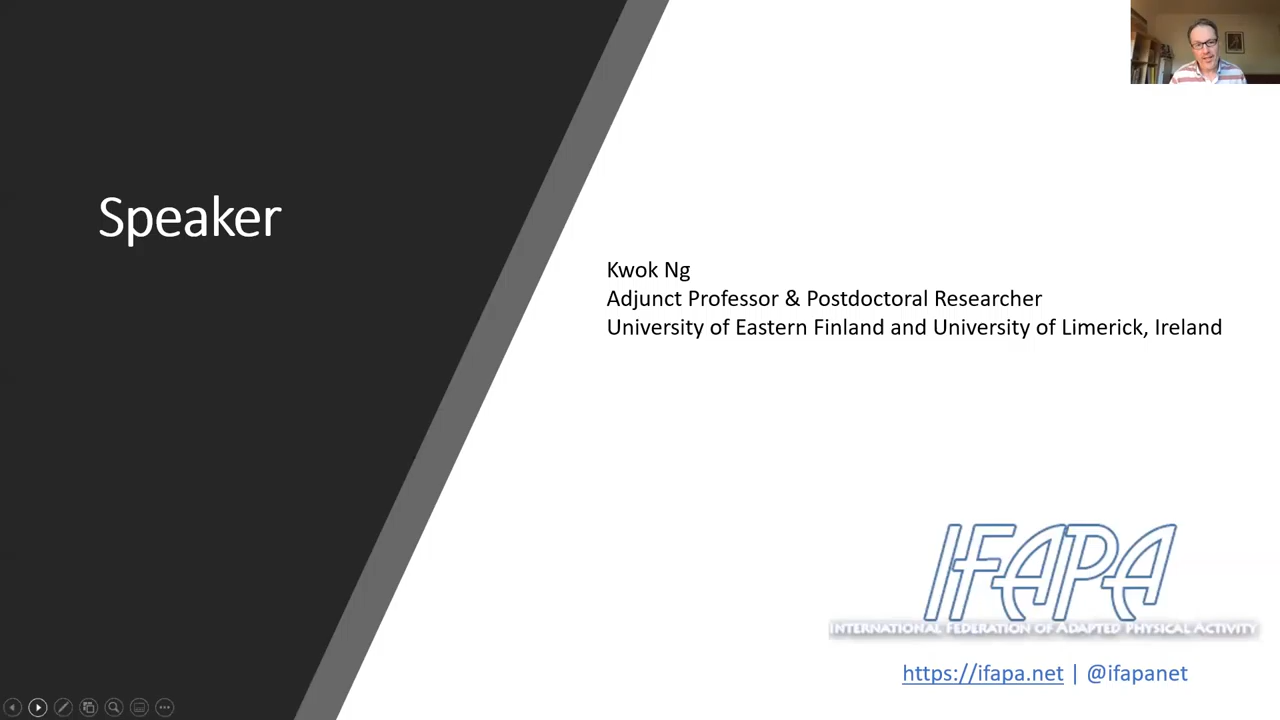 Speaker
Kwok Ng
Adjunct Professor & Postdoctoral Researcher
University of Eastern Finland and University of Limerick, Ireland
IFAPA
INTERNATIONAL FEDERATION OF ADAPTED PHYSICAL ACTIVITY
https://ifapa.net | @ifapanet